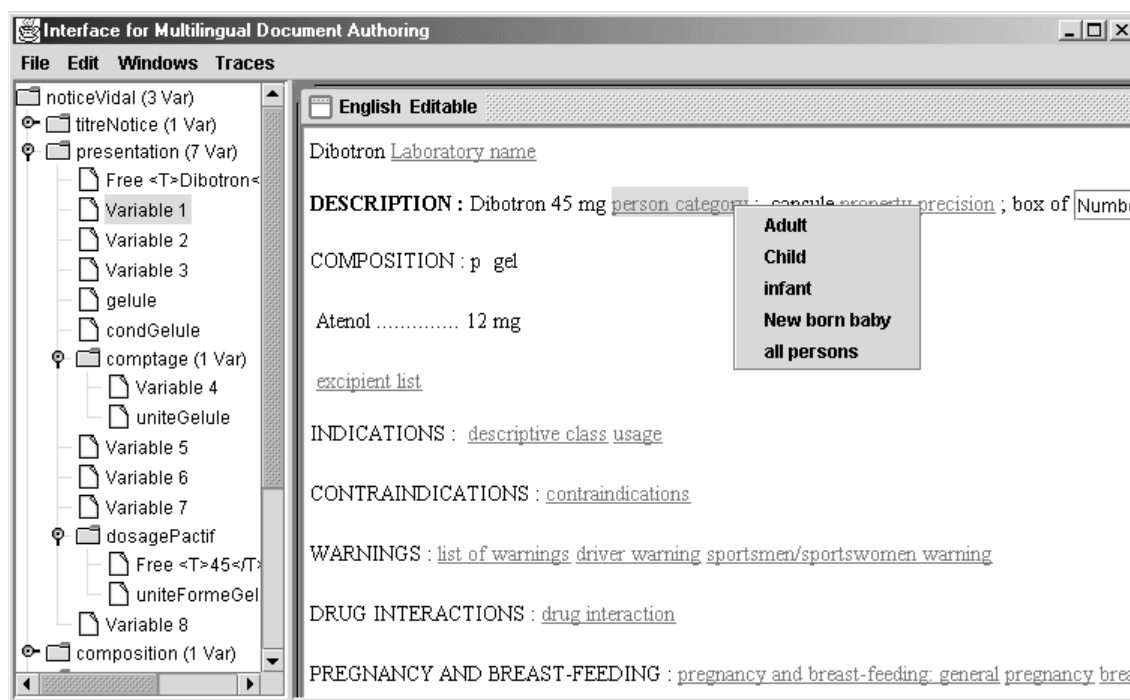 Interface for Multilingual Document Authoring
File Edit Windows Traces
noticeVidal (3 Var)
titreNotice (1 Var)
presentation (7 Var)
Free <T>Dibotron<
Variable 1
Variable 2
Variable 3
gelule
condGelule
comptage (1 Var)
Variable 4
uniteGelule
Variable 5
Variable 6
Variable 7
dosagePactif
Free <T>45</T>
uniteFormeGel
Variable 8
composition (1 Var)
English Editable
Dibotron Laboratory name
DESCRIPTION : Dibotron 45 mg person category ; capsule property precision ; box of Numbe
Adult
Child
infant
New born baby
all persons
COMPOSITION : p gel
Atenol .............. 12 mg
excipient list
INDICATIONS : descriptive class usage
CONTRAINDICATIONS : contraindications
WARNINGS : list of warnings driver warning sportsmen/sportswomen warning
DRUG INTERACTIONS : drug interaction
PREGNANCY AND BREAST-FEEDING : pregnancy and breast-feeding: general pregnancy brea